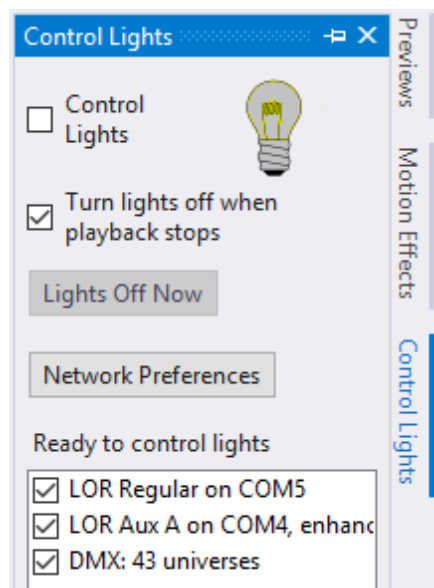 Control Lights
Control
Lights
Turn lights off when
playback stops
Lights Off Now
Network Preferences
Ready to control lights
LOR Regular on COM5
LOR Aux A on COM4, enhanc
DMX: 43 universes
Previews
Motion Effects
Control Lights